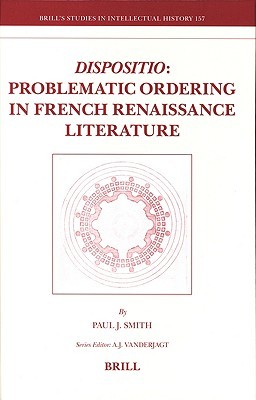 BRILL'S STUDIES IN INTELLECTUAL HISTORY 157
DISPOSITIO:
PROBLEMATIC ORDERING
IN FRENCH RENAISSANCE
LITERATURE
By
PAUL J. SMITH
Series Editor: A.J. VANDERJAGT
BRILL